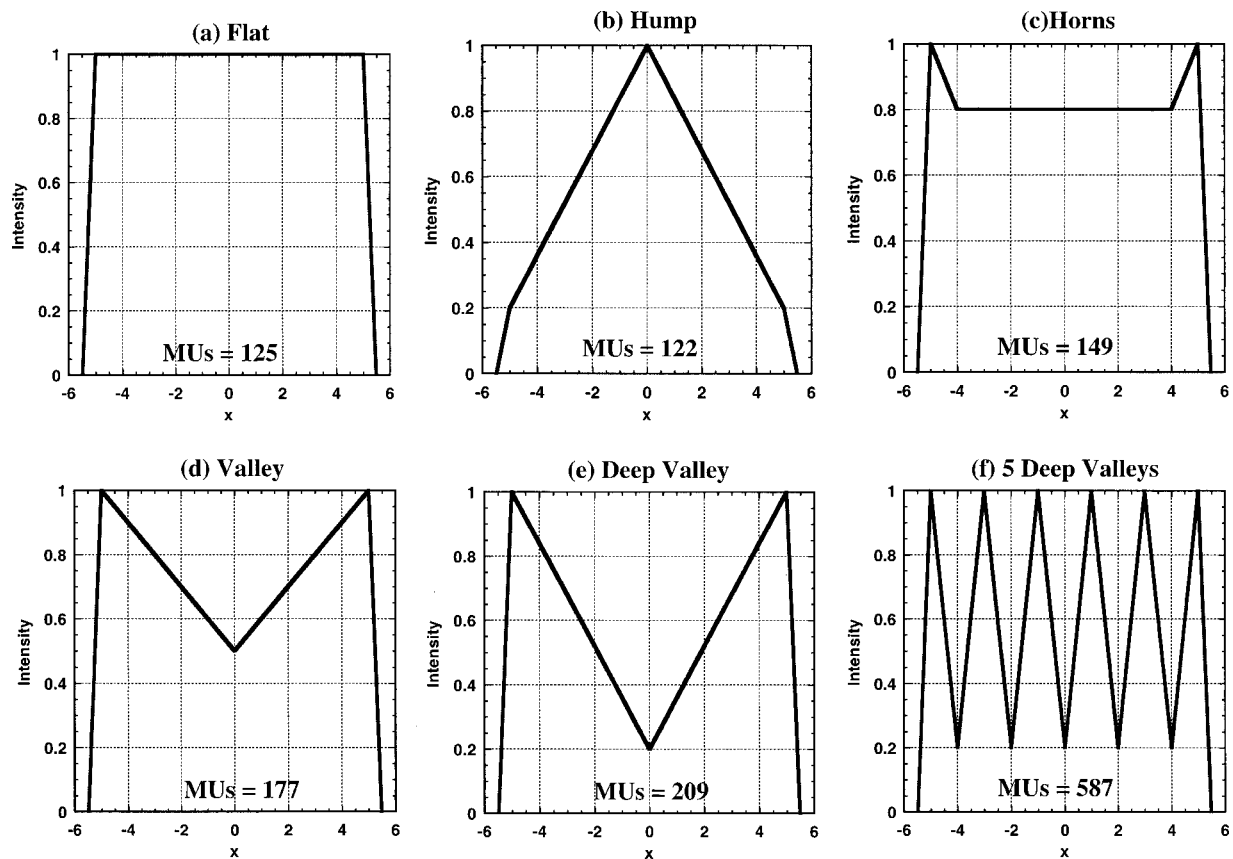 (a) Flat
1
0.8
0.6
0.4
0.2
0
Intensity
MUs = 125
-6 -4 -2 0 2 4 6
x
(b) Hump
1
0.8
0.6
0.4
0.2
0
Intensity
MUs = 122
-6 -4 -2 0 2 4 6
x
(c)Horns
1
0.8
0.6
0.4
0.2
0
Intensity
MUs = 149
-6 -4 -2 0 2 4 6
x
(d) Valley
1
0.8
0.6
0.4
0.2
0
Intensity
MUs = 177
-6 -4 -2 0 2 4 6
x
(e) Deep Valley
1
0.8
0.6
0.4
0.2
0
Intensity
MUs = 209
-6 -4 -2 0 2 4 6
x
(f) 5 Deep Valleys
1
0.8
0.6
0.4
0.2
0
Intensity
MUs = 587
-6 -4 -2 0 2 4 6
x